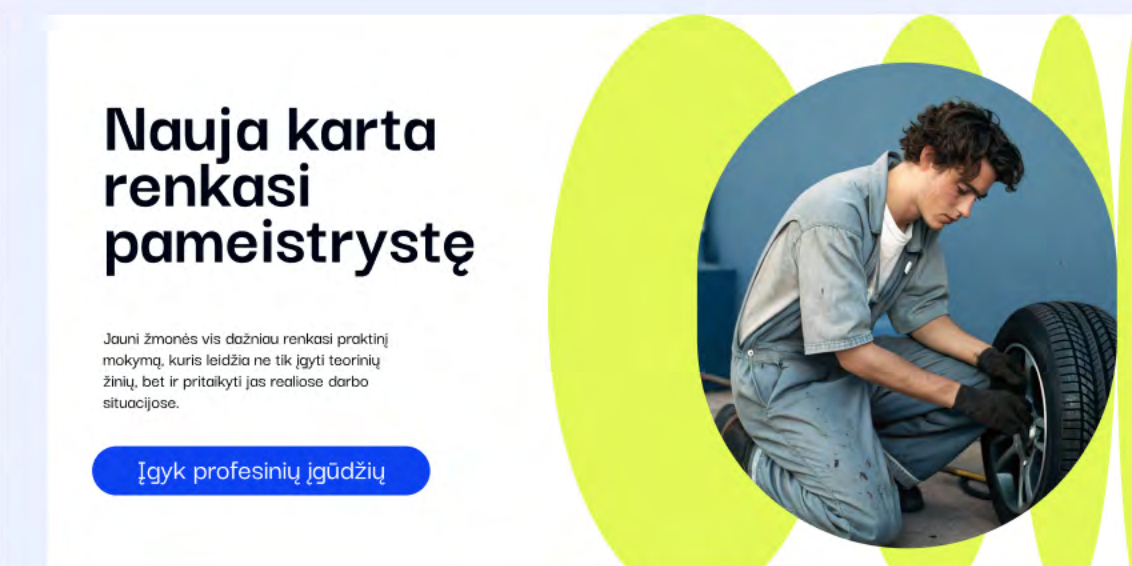 Nauja karta
renkasi
pameistrystę
Jauni žmonės vis dažniau renkasi praktinį
mokymą, kuris leidžia ne tik įgyti teorinių
žinių, bet ir pritaikyti jas realiose darbo
situacijose.
Įgyk profesinių įgūdžių